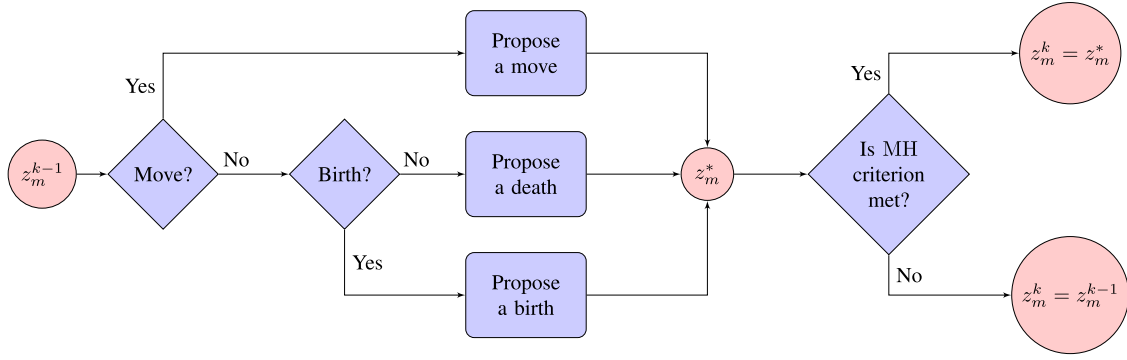 $z_m^{k-1}$
Move?
Yes
No
Birth?
No
Yes
Propose
a move
Propose
a death
Propose
a birth
$z_m^*$
Is MH
criterion
met?
Yes
No
$z_m^k = z_m^*$
$z_m^k = z_m^{k-1}$